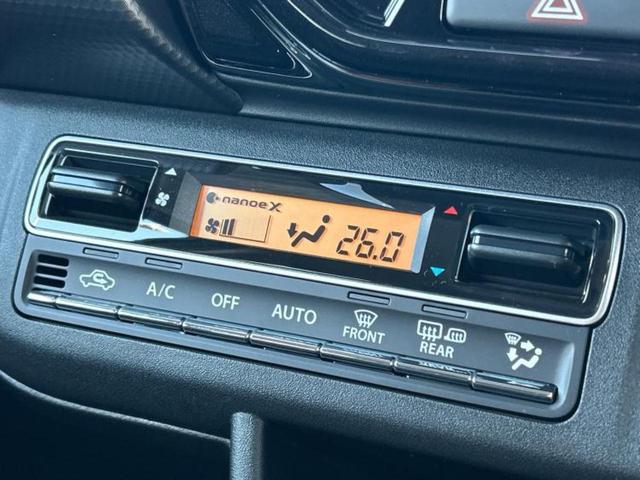 nanoeX
26.0
A/C
OFF
AUTO
FRONT
REAR